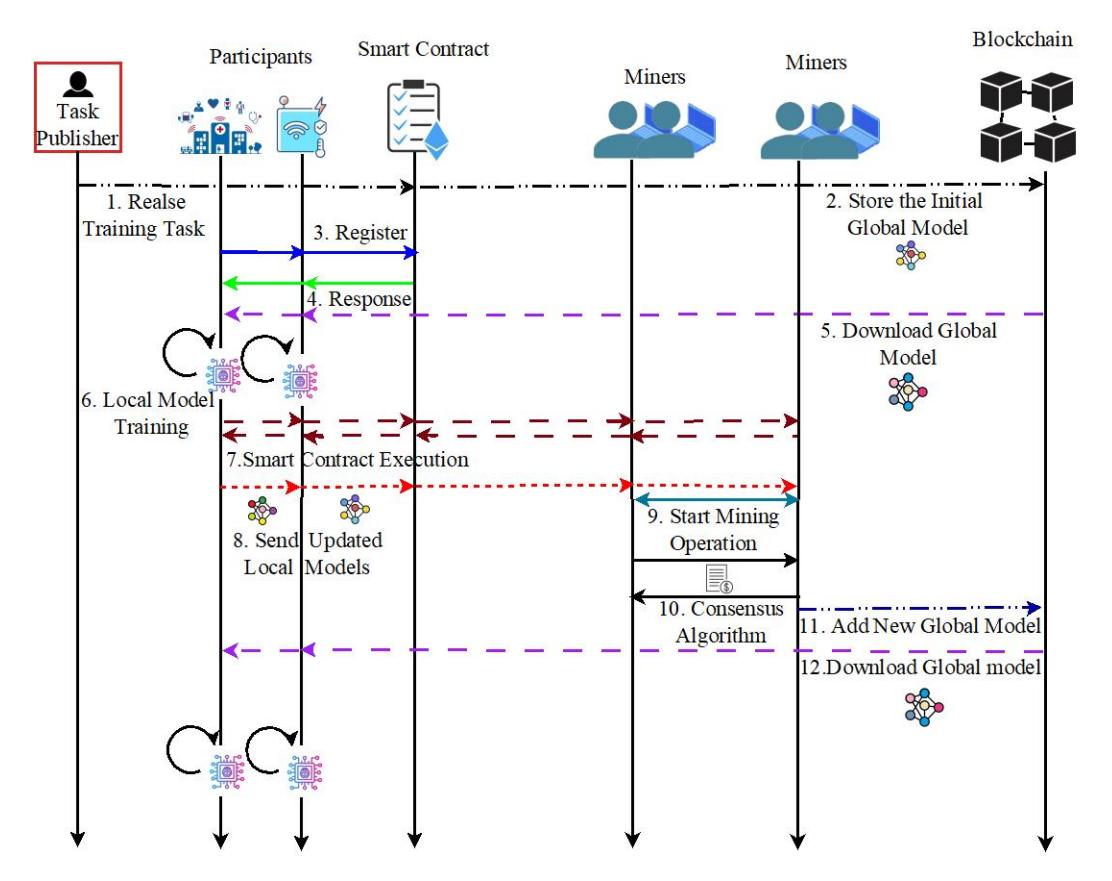 Task
Publisher
Participants
Smart Contract
Miners
Miners
Blockchain
1. Realse
Training Task
2. Store the Initial
Global Model
3. Register
4. Response
5. Download Global
Model
6. Local Model
Training
7.Smart Contract Execution
8. Send Updated
Local Models
9. Start Mining
Operation
10. Consensus
Algorithm
11. Add New Global Model
12.Download Global model